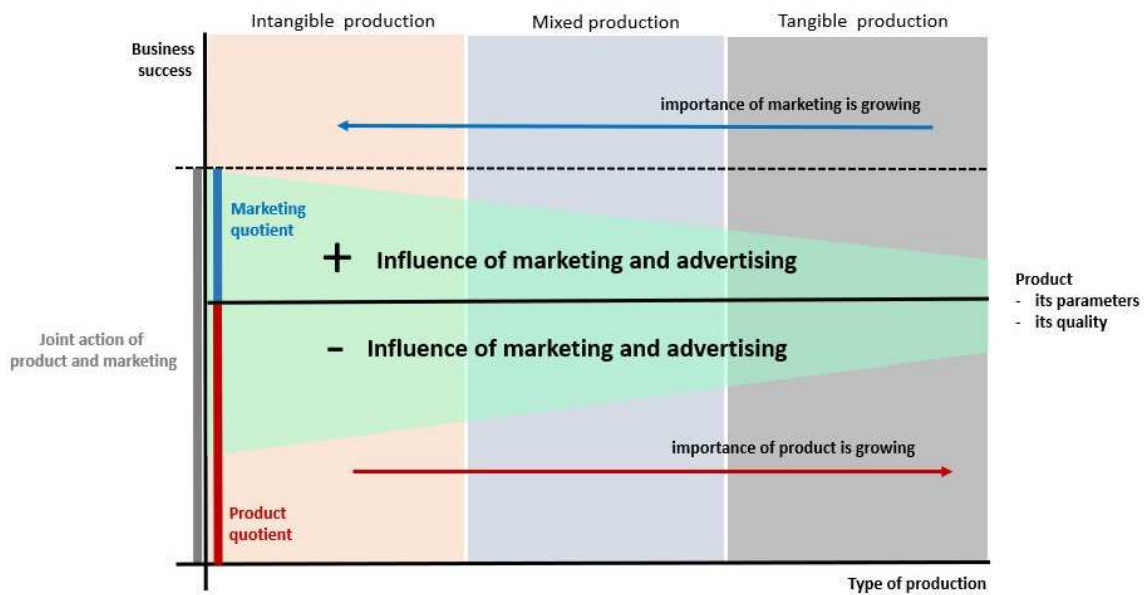 Intangible production
Mixed production
Tangible production
Business
success
importance of marketing is growing
Marketing
quotient
+ Influence of marketing and advertising
Product
- its parameters
- its quality
Joint action of
product and marketing
- Influence of marketing and advertising
importance of product is growing
Product
quotient
Type of production